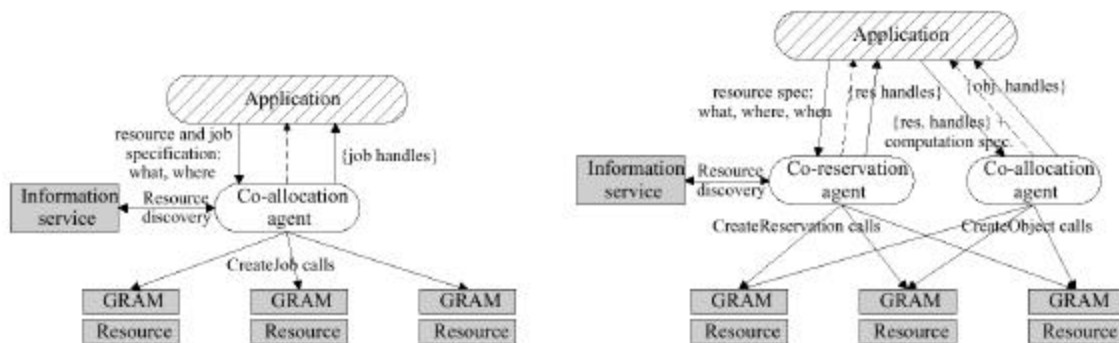 Application
resource and job
specification:
what, where
{job handles}
Information
service
Resource
discovery
Co-allocation
agent
CreateJob calls
GRAM
GRAM
GRAM
Resource
Resource
Resource
Application
resource spec:
what, where, when
{res handles}
{obj. handles}
{res. handles} +
computation spec.
Information
service
Resource
discovery
Co-reservation
agent
Co-allocation
agent
CreateReservation calls
CreateObject calls
GRAM
GRAM
GRAM
Resource
Resource
Resource